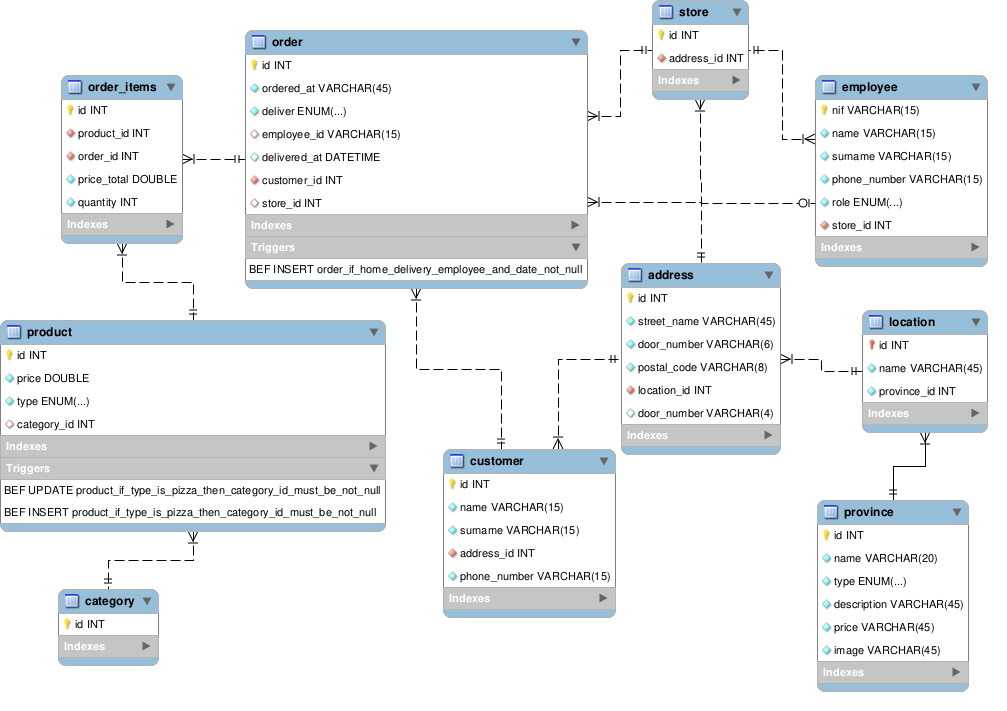 store
id INT
address_id INT
Indexes
order
id INT
ordered_at VARCHAR(45)
deliver ENUM(...)
employee_id VARCHAR(15)
delivered_at DATETIME
customer_id INT
store_id INT
Indexes
Triggers
BEF INSERT order_if_home_delivery_employee_and_date_not_null
order_items
id INT
product_id INT
order_id INT
price_total DOUBLE
quantity INT
Indexes
employee
nif VARCHAR(15)
name VARCHAR(15)
surname VARCHAR(15)
phone_number VARCHAR(15)
role ENUM(...)
store_id INT
Indexes
address
id INT
street_name VARCHAR(45)
door_number VARCHAR(6)
postal_code VARCHAR(8)
location_id INT
door_number VARCHAR(4)
Indexes
location
id INT
name VARCHAR(45)
province_id INT
Indexes
product
id INT
price DOUBLE
type ENUM(...)
category_id INT
Indexes
Triggers
BEF UPDATE product_if_type_is_pizza_then_category_id_must_be_not_null
BEF INSERT product_if_type_is_pizza_then_category_id_must_be_not_null
customer
id INT
name VARCHAR(15)
surname VARCHAR(15)
address_id INT
phone_number VARCHAR(15)
Indexes
province
id INT
name VARCHAR(20)
type ENUM(...)
description VARCHAR(45)
price VARCHAR(45)
image VARCHAR(45)
Indexes
category
id INT
Indexes